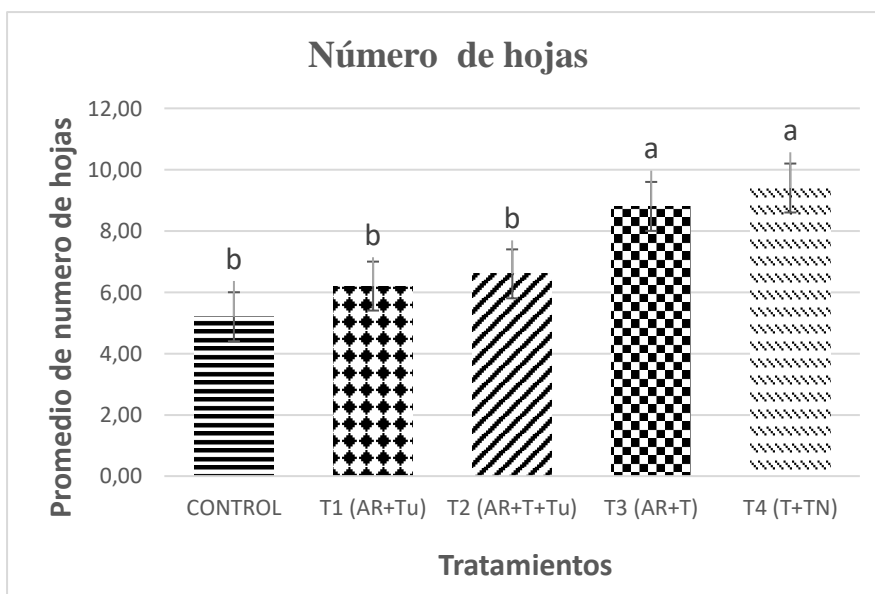 Número de hojas
Promedio de numero de hojas
12,00
10,00
8,00
6,00
4,00
2,00
0,00
b
b
b
a
a
CONTROL
T1 (AR+Tu)
T2 (AR+T+Tu)
T3 (AR+T)
T4 (T+TN)
Tratamientos